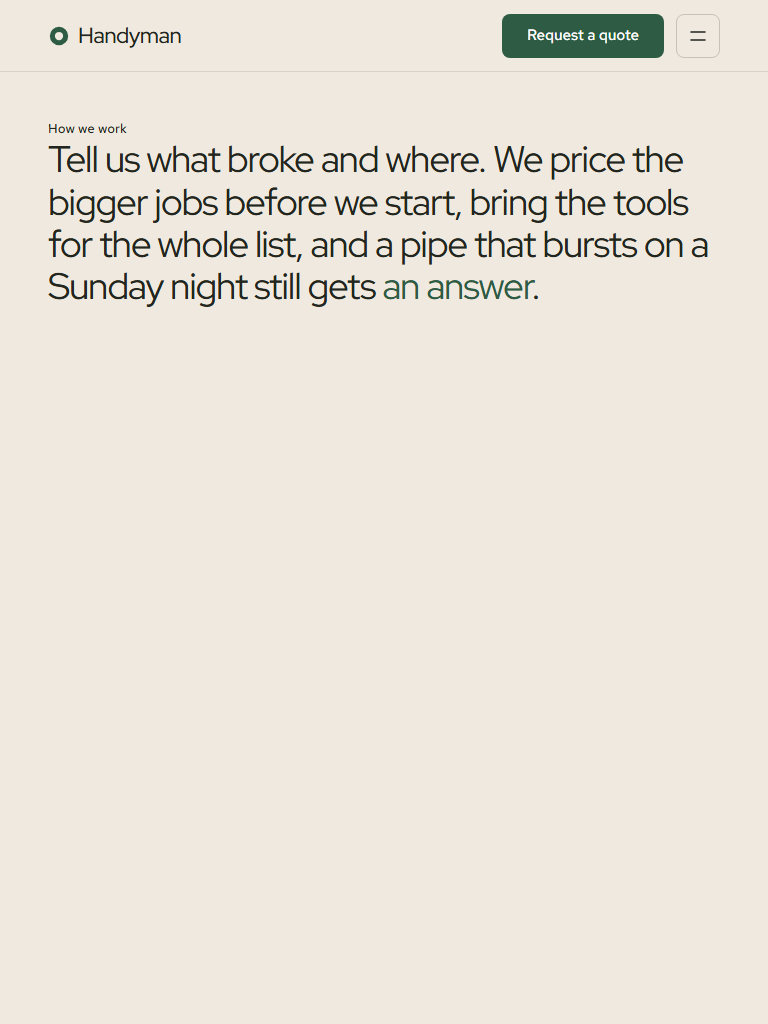 Handyman
Request a quote
How we work
Tell us what broke and where. We price the
bigger jobs before we start, bring the tools
for the whole list, and a pipe that bursts on a
Sunday night still gets an answer.